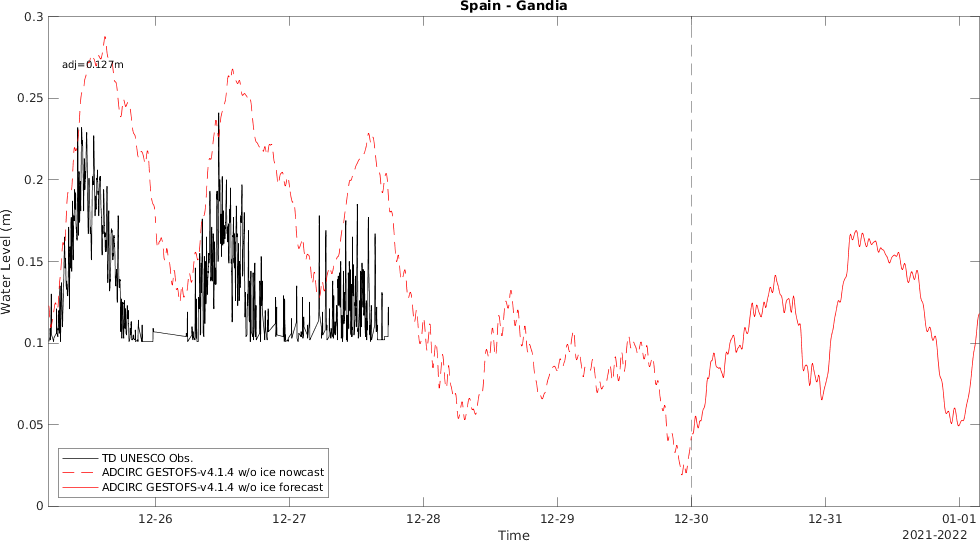 Spain - Gandia
0.3
adj=0.127m
0.25
0.2
0.15
Water Level (m)
0.1
0.05
0
TD UNESCO Obs.
ADCIRC GESTOFS-v4.1.4 w/o ice nowcast
ADCIRC GESTOFS-v4.1.4 w/o ice forecast
12-26 12-27 12-28 12-29 12-30 12-31 01-01
Time
2021-2022